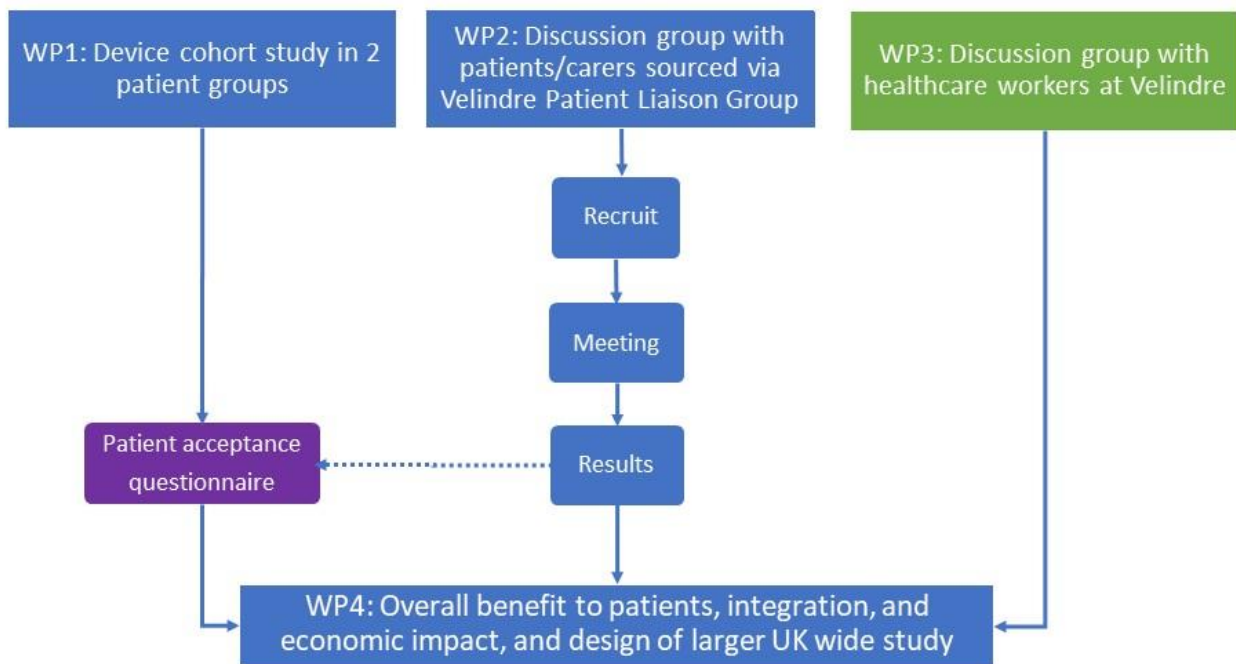 WP1: Device cohort study in 2
patient groups
WP2: Discussion group with
patients/carers sourced via
Velindre Patient Liaison Group
WP3: Discussion group with
healthcare workers at Velindre
Recruit
Meeting
Patient acceptance
questionnaire
Results
WP4: Overall benefit to patients, integration, and
economic impact, and design of larger UK wide study